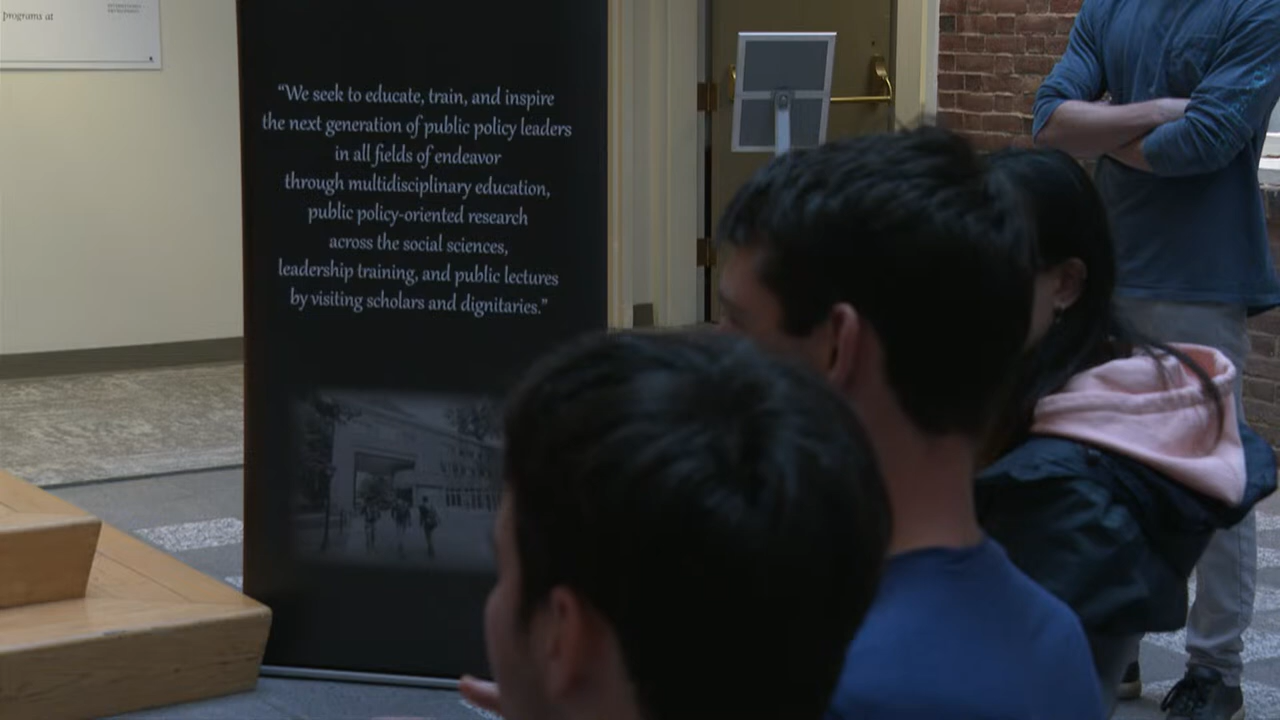 programs at
“We seek to educate, train, and inspire
the next generation of public policy leaders
in all fields of endeavor
through multidisciplinary education,
public policy-oriented research
across the social sciences,
leadership training, and public lectures
by visiting scholars and dignitaries.”